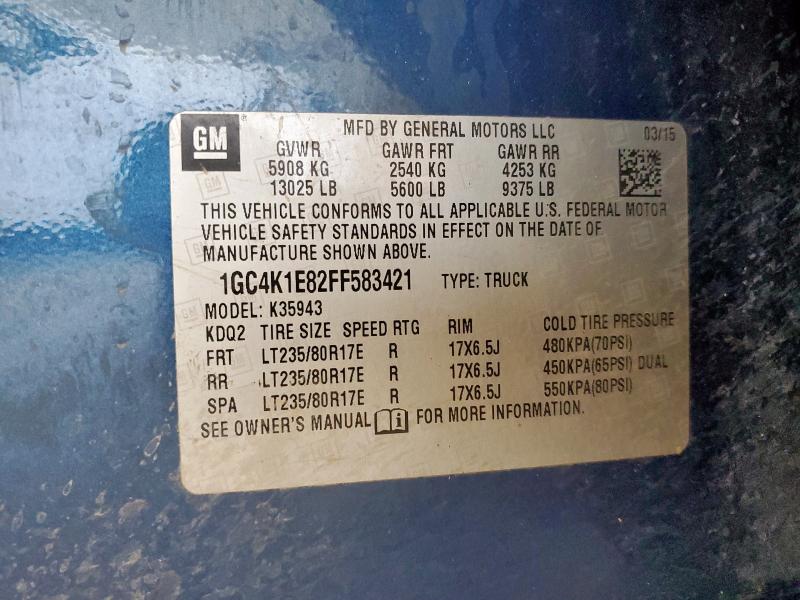 GM
MFD BY GENERAL MOTORS LLC 03/15
GVWR GAWR FRT GAWR RR
5908 KG 2540 KG 4253 KG
13025 LB 5600 LB 9375 LB
THIS VEHICLE CONFORMS TO ALL APPLICABLE U.S. FEDERAL MOTOR
VEHICLE SAFETY STANDARDS IN EFFECT ON THE DATE OF
MANUFACTURE SHOWN ABOVE.
1GC4K1E82FF583421 TYPE: TRUCK
MODEL: K35943
KDQ2 TIRE SIZE SPEED RTG RIM COLD TIRE PRESSURE
FRT LT235/80R17E R 17X6.5J 480KPA(70PSI)
RR LT235/80R17E R 17X6.5J 450KPA(65PSI) DUAL
SPA LT235/80R17E R 17X6.5J 550KPA(80PSI)
SEE OWNER'S MANUAL i FOR MORE INFORMATION.